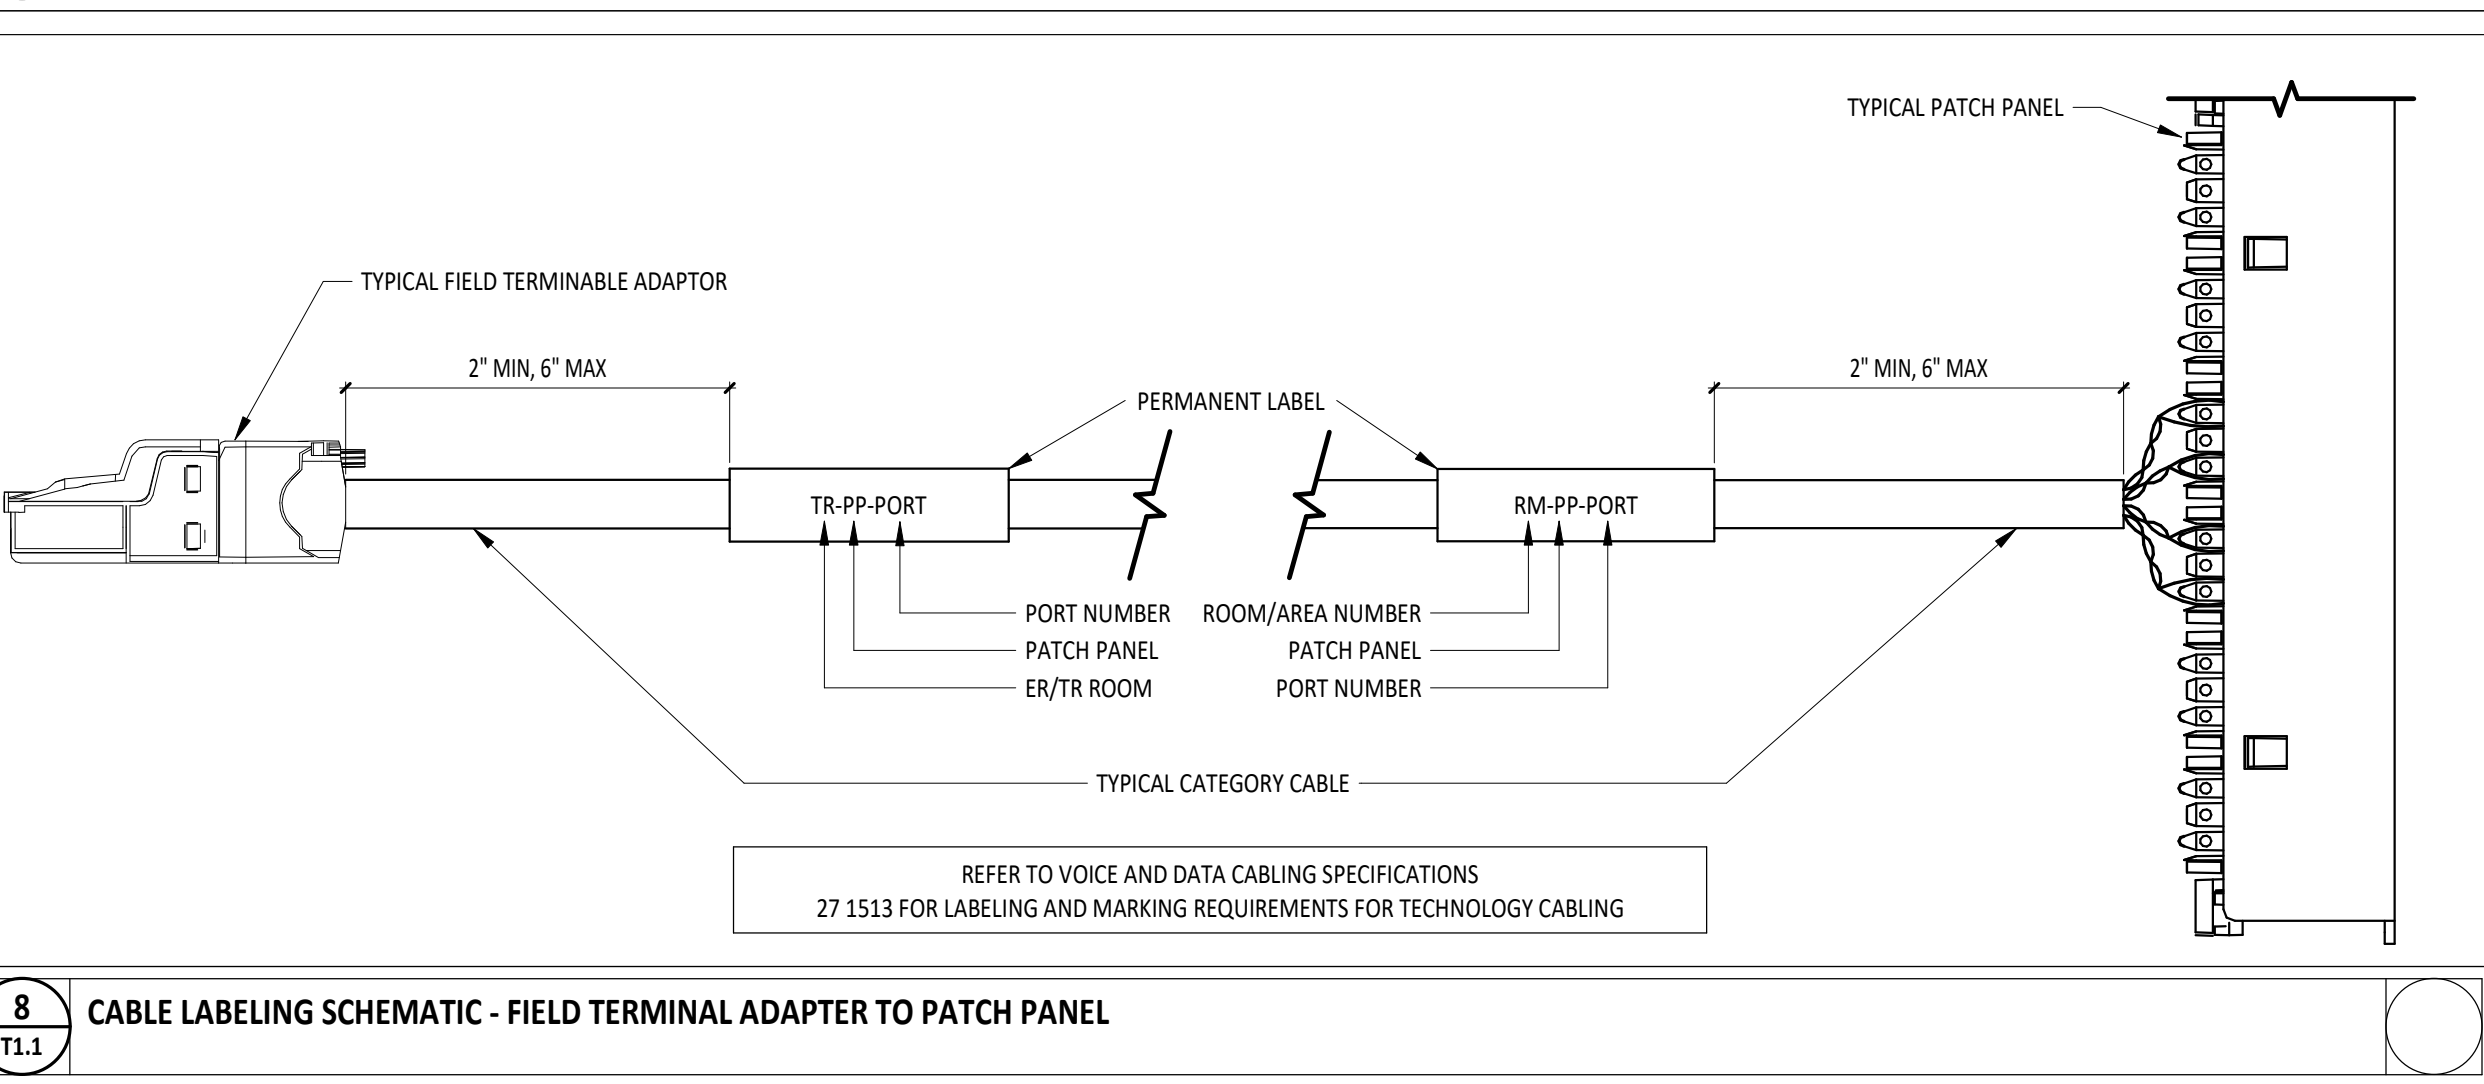 TYPICAL PATCH PANEL
TYPICAL FIELD TERMINABLE ADAPTOR
2" MIN, 6" MAX
2" MIN, 6" MAX
PERMANENT LABEL
TR-PP-PORT
RM-PP-PORT
PORT NUMBER
PATCH PANEL
ER/TR ROOM
ROOM/AREA NUMBER
PATCH PANEL
PORT NUMBER
TYPICAL CATEGORY CABLE
REFER TO VOICE AND DATA CABLING SPECIFICATIONS
27 1513 FOR LABELING AND MARKING REQUIREMENTS FOR TECHNOLOGY CABLING
8
T1.1
CABLE LABELING SCHEMATIC - FIELD TERMINAL ADAPTER TO PATCH PANEL